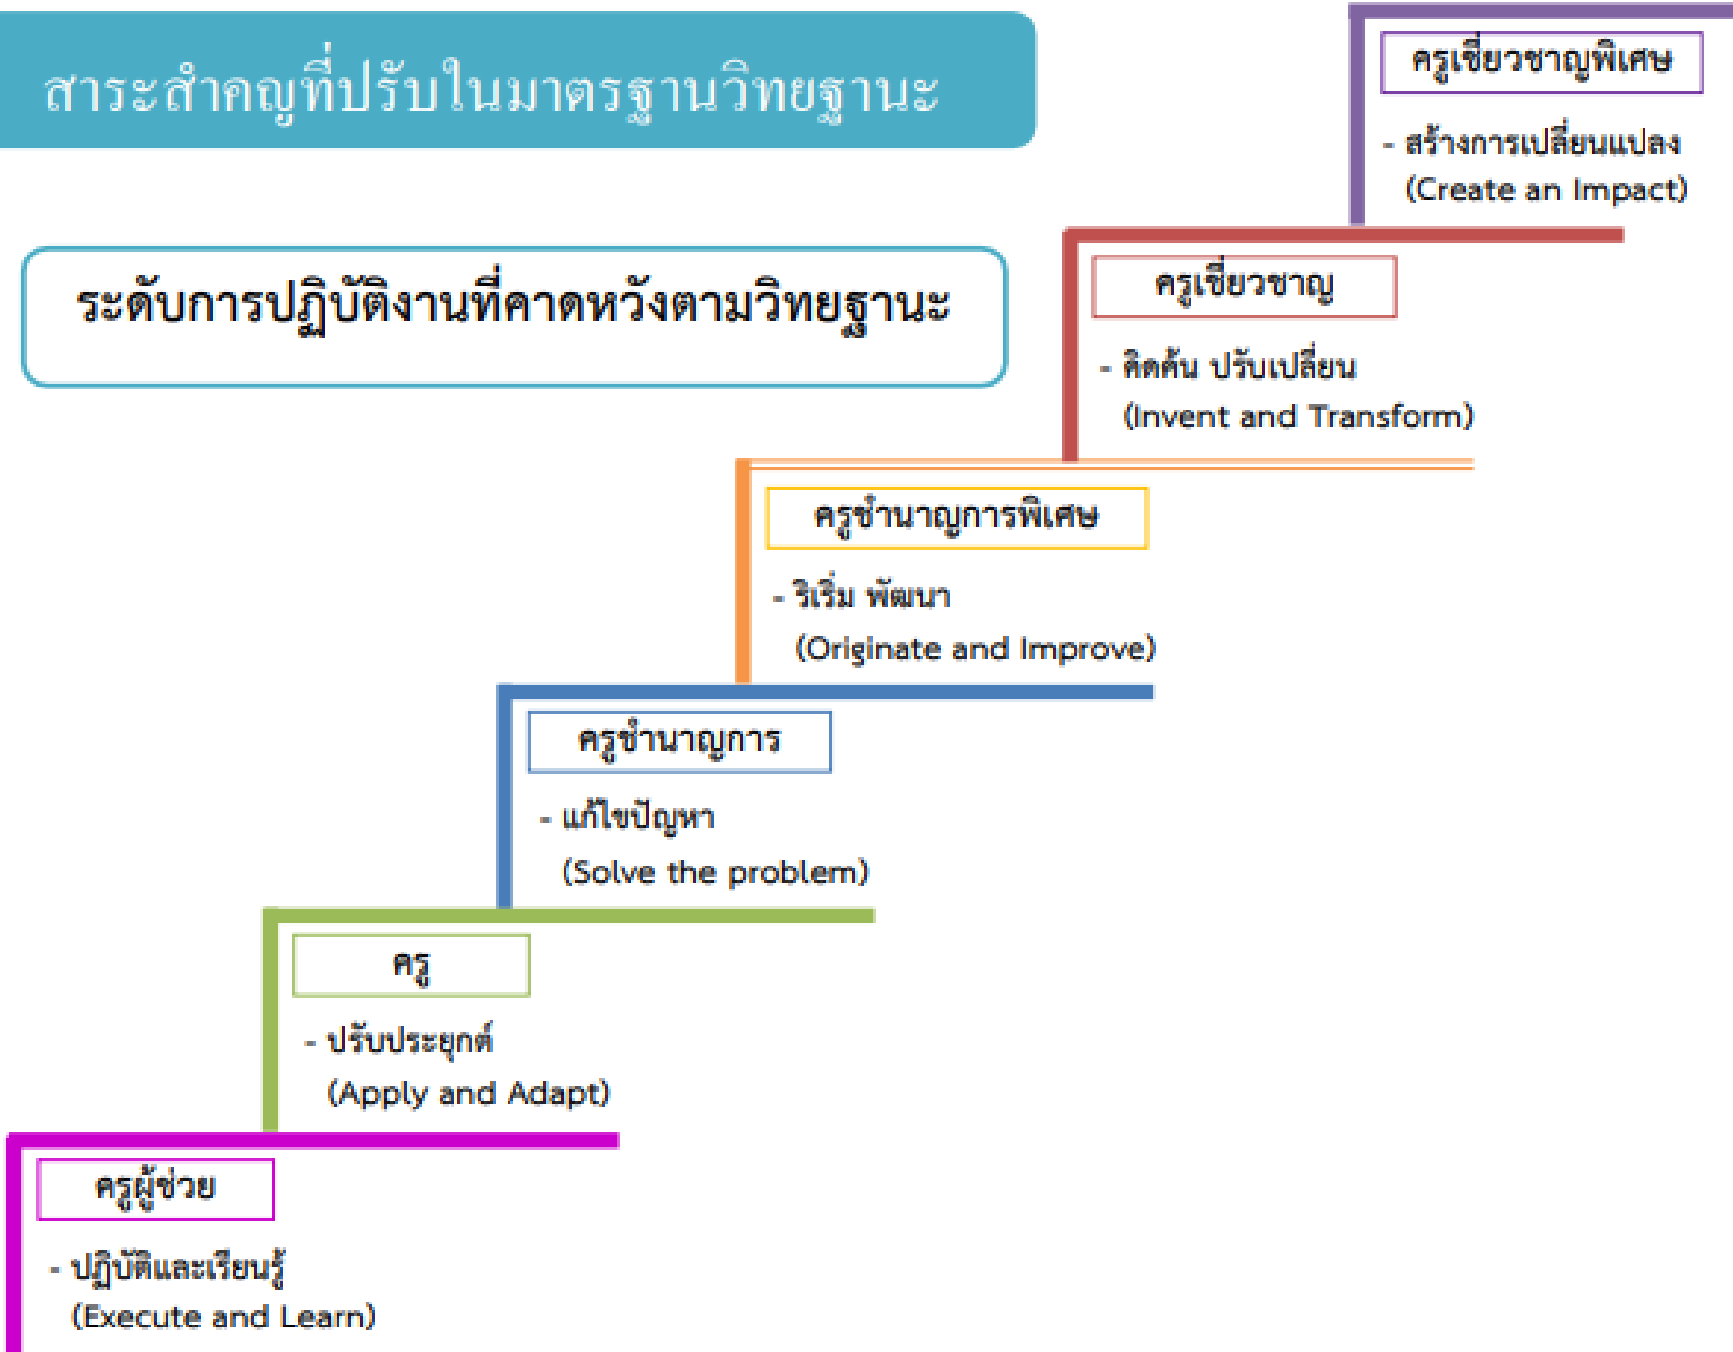 สาระสำคญที่ปรับในมาตรฐานวิทยฐานะ
ระดับการปฏิบัติงานที่คาดหวังตามวิทยฐานะ
ครูเชี่ยวชาญพิเศษ
- สร้างการเปลี่ยนแปลง
(Create an Impact)
ครูเชี่ยวชาญ
- คิดค้น ปรับเปลี่ยน
(Invent and Transform)
ครูชำนาญการพิเศษ
- ริเริ่ม พัฒนา
(Originate and Improve)
ครูชำนาญการ
- แก้ไขปัญหา
(Solve the problem)
ครู
- ปรับประยุกต์
(Apply and Adapt)
ครูผู้ช่วย
- ปฏิบัติและเรียนรู้
(Execute and Learn)